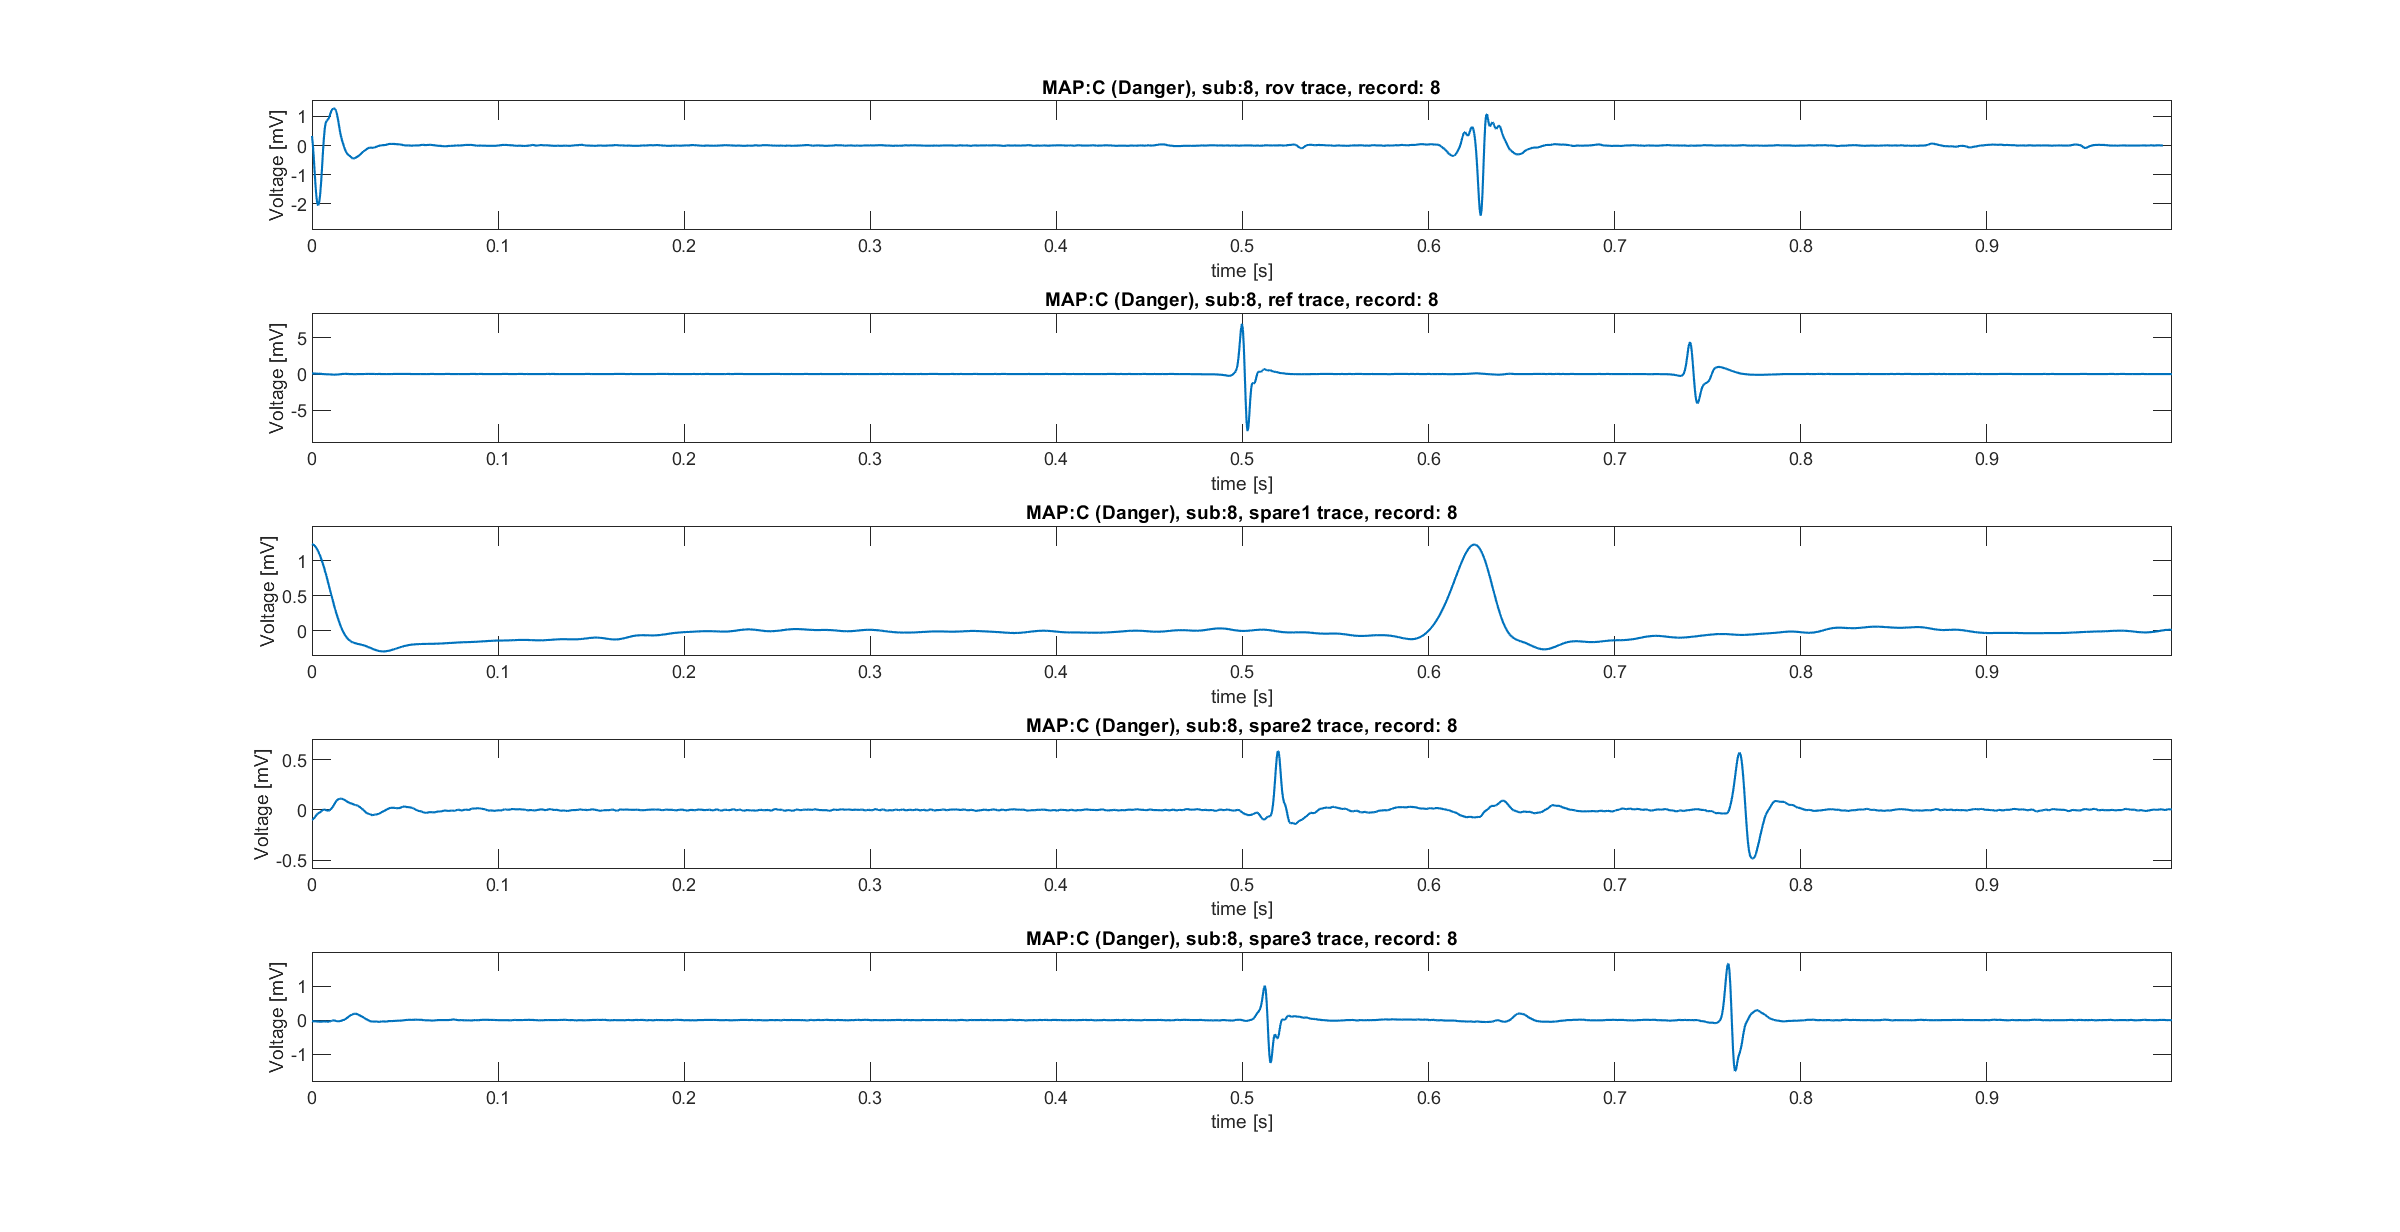 MAP:C (Danger), sub:8, rov trace, record: 8
Voltage [mV]
1
0
-1
-2
0 0.1 0.2 0.3 0.4 0.5 0.6 0.7 0.8 0.9
time [s]
MAP:C (Danger), sub:8, ref trace, record: 8
Voltage [mV]
5
0
-5
0 0.1 0.2 0.3 0.4 0.5 0.6 0.7 0.8 0.9
time [s]
MAP:C (Danger), sub:8, spare1 trace, record: 8
Voltage [mV]
1
0.5
0
0 0.1 0.2 0.3 0.4 0.5 0.6 0.7 0.8 0.9
time [s]
MAP:C (Danger), sub:8, spare2 trace, record: 8
Voltage [mV]
0.5
0
-0.5
0 0.1 0.2 0.3 0.4 0.5 0.6 0.7 0.8 0.9
time [s]
MAP:C (Danger), sub:8, spare3 trace, record: 8
Voltage [mV]
1
0
-1
0 0.1 0.2 0.3 0.4 0.5 0.6 0.7 0.8 0.9
time [s]